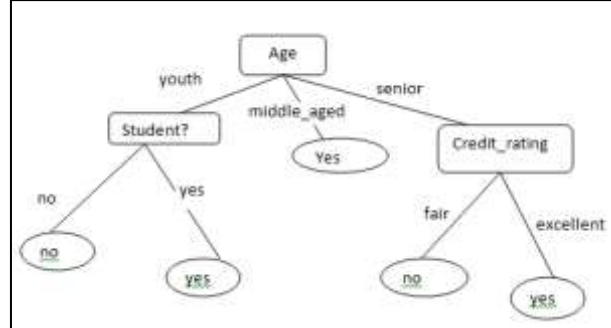 Age
youth
senior
middle_aged
Student?
Yes
Credit_rating
no
yes
fair
excellent
no
yes
no
yes